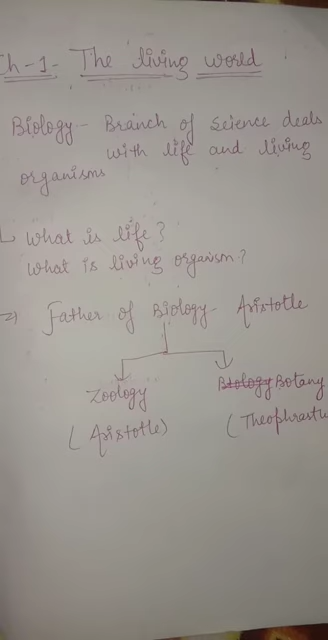 Ch-1- The living world
Biology- Branch of science deals
with life and living
organisms
What is life?
What is living organism?
=) Father of Biology- Aristotle
Zoology Biology Botany
(Aristotle) (Theophrastu